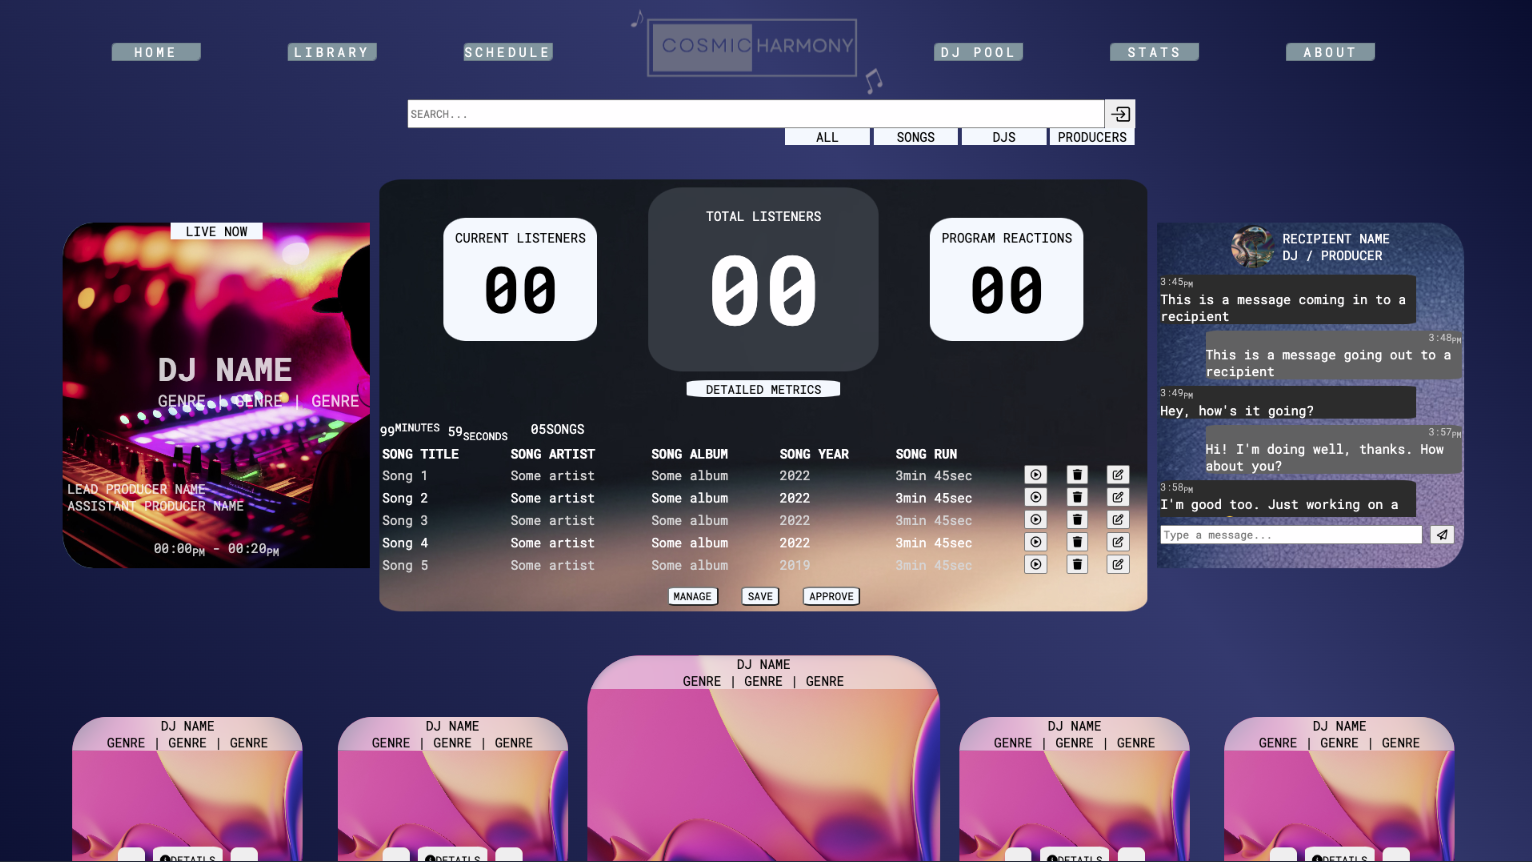 HOME
LIBRARY
SCHEDULE
COSMIC HARMONY
DJ POOL
STATS
ABOUT
SEARCH...
ALL
SONGS
DJS
PRODUCERS
LIVE NOW
DJ NAME
GENRE | GENRE | GENRE
LEAD PRODUCER NAME
ASSISTANT PRODUCER NAME
00:00PM - 00:20PM
CURRENT LISTENERS
00
TOTAL LISTENERS
00
PROGRAM REACTIONS
00
DETAILED METRICS
99MINUTES 59SECONDS 05SONGS
SONG TITLE SONG ARTIST SONG ALBUM SONG YEAR SONG RUN
Song 1 Some artist Some album 2022 3min 45sec
Song 2 Some artist Some album 2022 3min 45sec
Song 3 Some artist Some album 2022 3min 45sec
Song 4 Some artist Some album 2022 3min 45sec
Song 5 Some artist Some album 2019 3min 45sec
MANAGE
SAVE
APPROVE
RECIPIENT NAME
DJ / PRODUCER
3:45PM
This is a message coming in to a
recipient
3:48PM
This is a message going out to a
recipient
3:49PM
Hey, how's it going?
3:57PM
Hi! I'm doing well, thanks. How
about you?
3:58PM
I'm good too. Just working on a
Type a message...
DJ NAME
GENRE | GENRE | GENRE
DETAILS
DJ NAME
GENRE | GENRE | GENRE
DETAILS
DJ NAME
GENRE | GENRE | GENRE
DJ NAME
GENRE | GENRE | GENRE
DETAILS
DJ NAME
GENRE | GENRE | GENRE
DETAILS